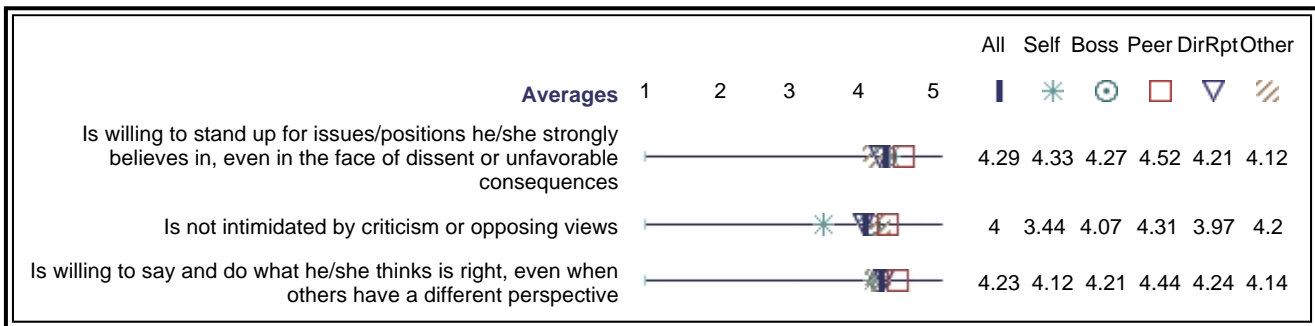 All Self Boss Peer DirRpt Other
Averages 1 2 3 4 5
Is willing to stand up for issues/positions he/she strongly
believes in, even in the face of dissent or unfavorable
consequences
4.29 4.33 4.27 4.52 4.21 4.12
Is not intimidated by criticism or opposing views 4 3.44 4.07 4.31 3.97 4.2
Is willing to say and do what he/she thinks is right, even when
others have a different perspective
4.23 4.12 4.21 4.44 4.24 4.14